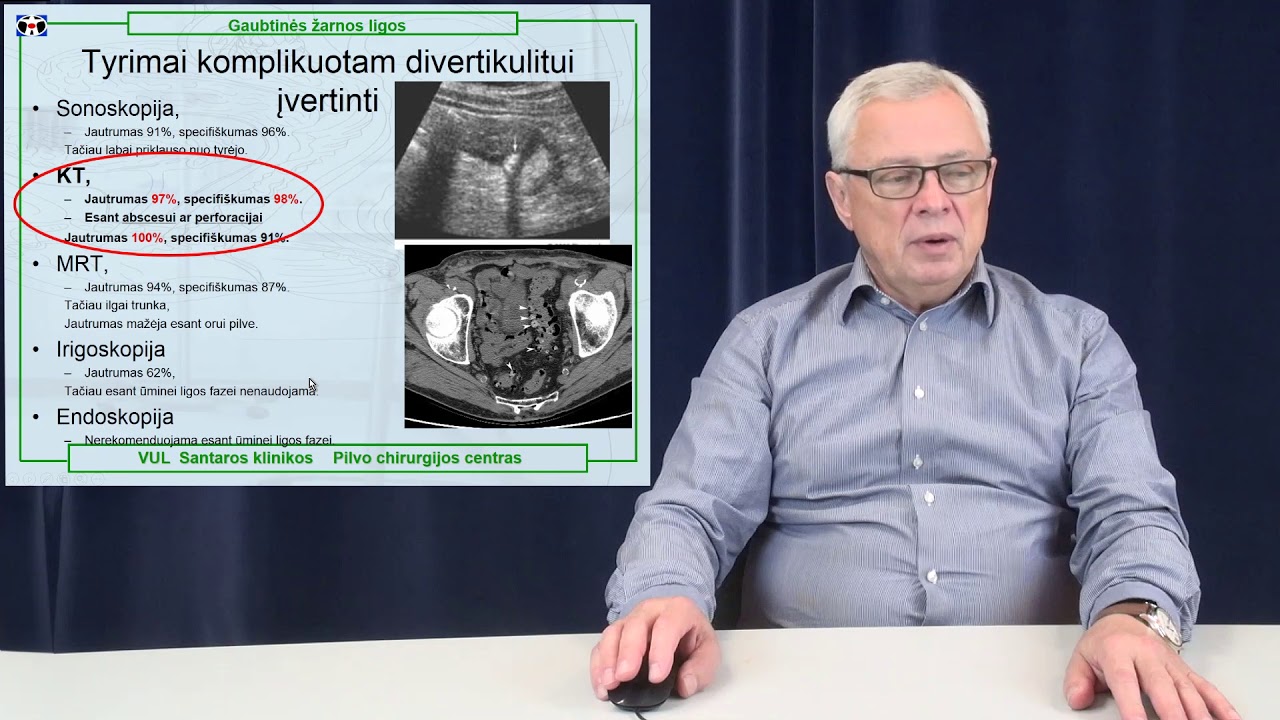 Gaubtinės žarnos ligos
Tyrimai komplikuotam divertikulitui
įvertinti
• Sonoskopija,
– Jautrumas 91%, specifiškumas 96%.
Tačiau labai priklauso nuo tyrėjo.
• KT,
– Jautrumas 97%, specifiškumas 98%.
– Esant abscesui ar perforacijai
Jautrumas 100%, specifiškumas 91%.
• MRT,
– Jautrumas 94%, specifiškumas 87%.
Tačiau ilgai trunka,
Jautrumas mažėja esant orui pilve.
• Irigoskopija
– Jautrumas 62%,
Tačiau esant ūminei ligos fazei nenaudojama.
• Endoskopija
– Nerekomenduojama esant ūminei ligos fazei
VUL Santaros klinikos Pilvo chirurgijos centras